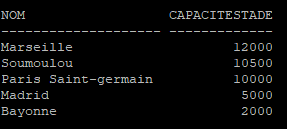 NOM                  CAPACITESTADE
-------------------- -------------
Marseille                    12000
Soumoulou                    10500
Paris Saint-germain          10000
Madrid                        5000
Bayonne                       2000